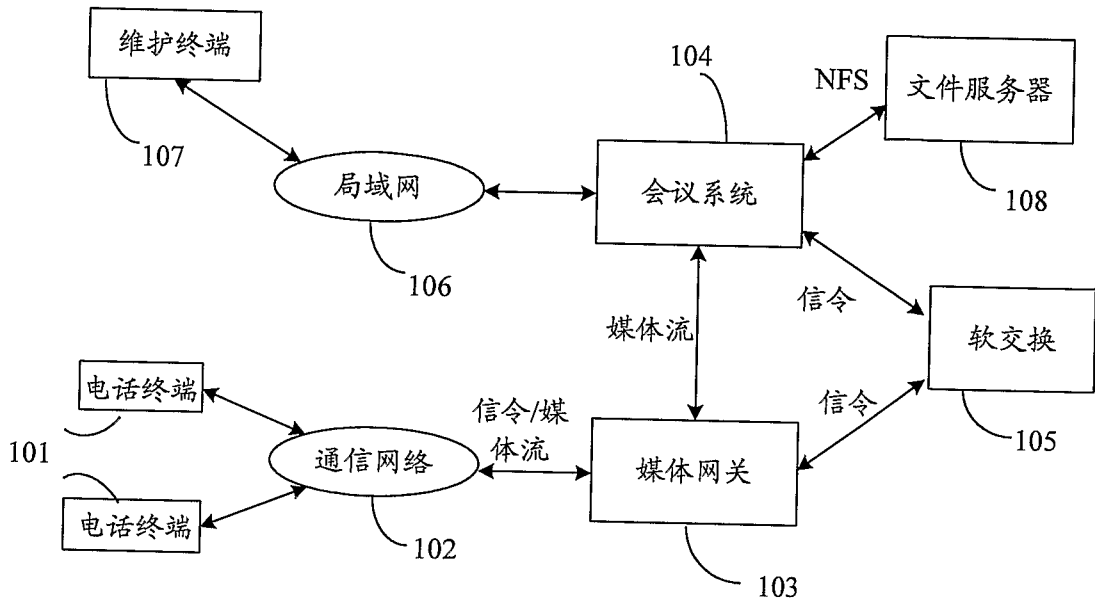 维护终端
107
局域网
106
104
会议系统
NFS
文件服务器
108
信令
软交换
105
媒体流
信令
电话终端
101
电话终端
通信网络
102
信令/媒
体流
媒体网关
103